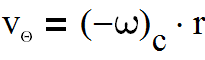 v_Θ = (−ω)_c · r